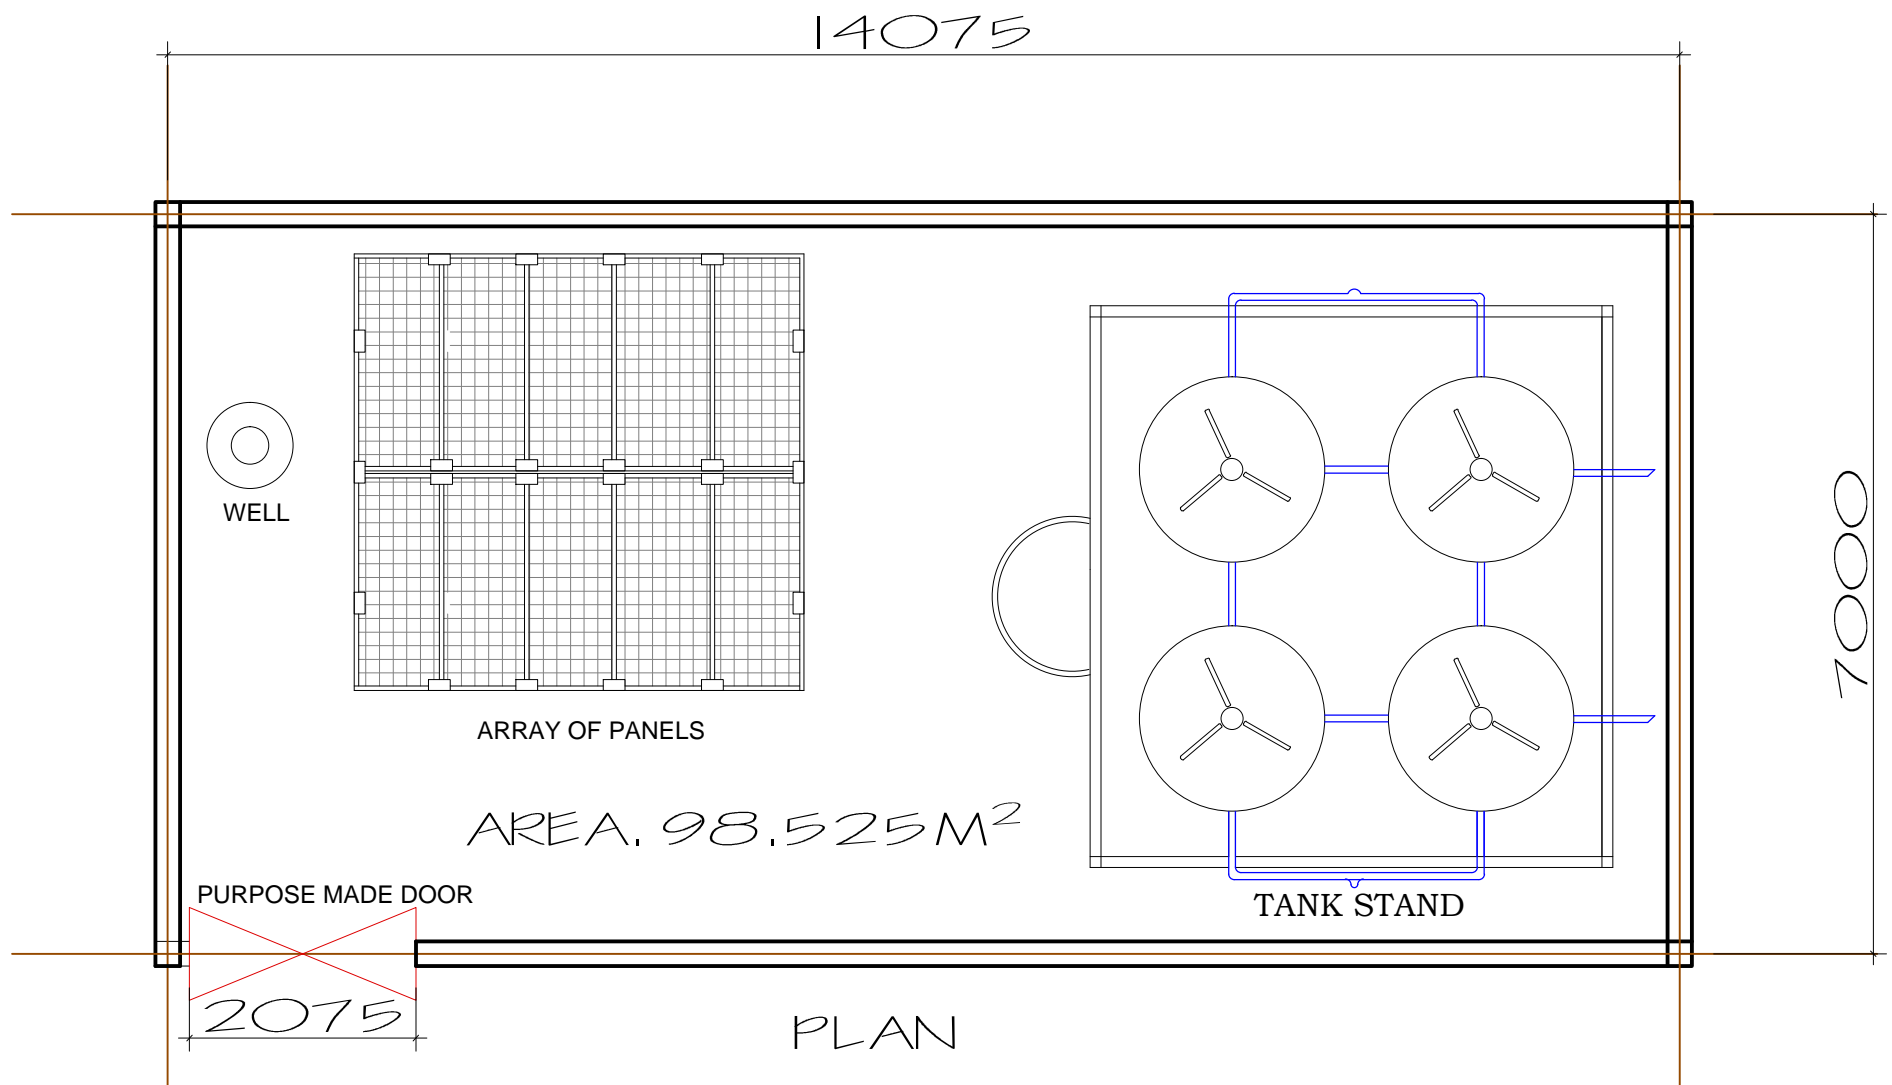 14075
WELL
7000
ARRAY OF PANELS
AREA. 98.525M²
PURPOSE MADE DOOR
TANK STAND
2075
PLAN